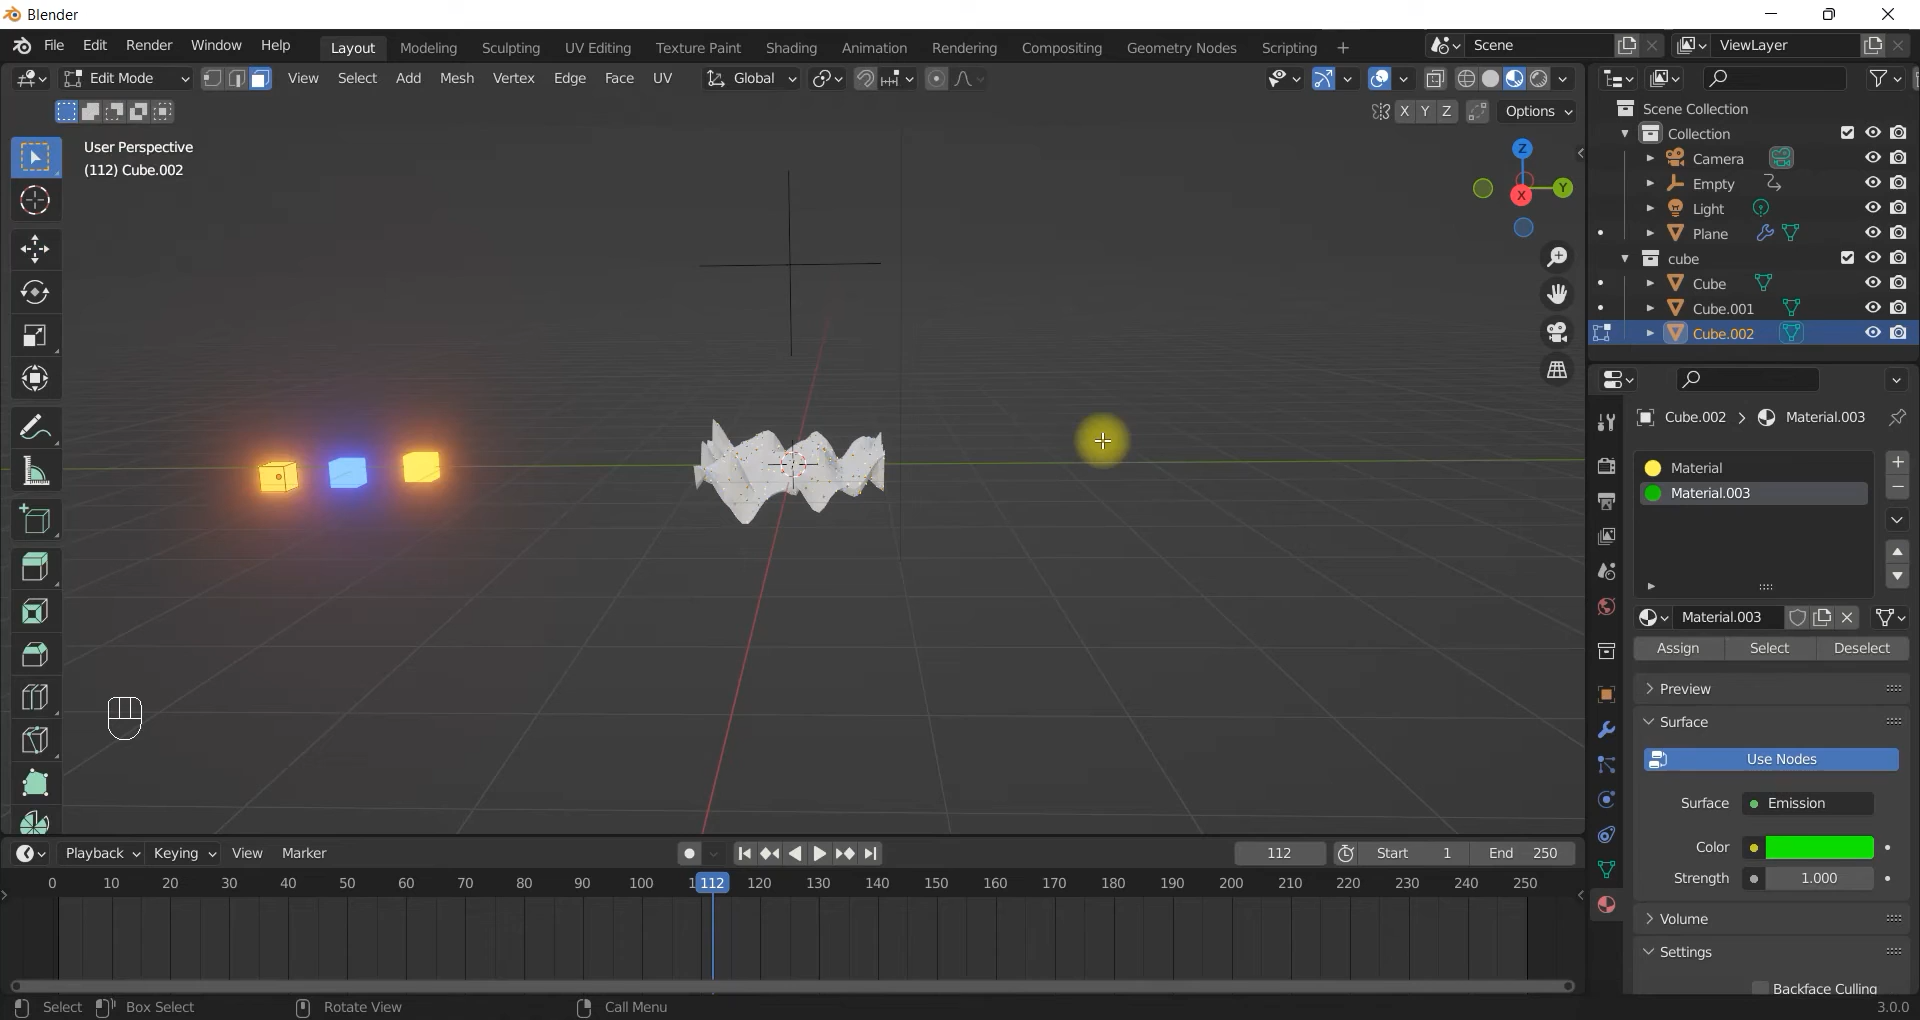 Blender
File Edit Render Window Help Layout Modeling Sculpting UV Editing Texture Paint Shading Animation Rendering Compositing Geometry Nodes Scripting + Scene ViewLayer
Edit Mode View Select Add Mesh Vertex Edge Face UV Global
X Y Z Options
User Perspective
(112) Cube.002
Z
Y
X
Scene Collection
Collection
Camera
Empty
Light
Plane
cube
Cube
Cube.001
Cube.002
Cube.002 > Material.003
Material
Material.003
Material.003
Assign Select Deselect
Preview
Surface
Use Nodes
Surface Emission
Color
Strength 1.000
Volume
Settings
Backface Culling
Playback Keying View Marker 112 Start 1 End 250
0 10 20 30 40 50 60 70 80 90 100 112 120 130 140 150 160 170 180 190 200 210 220 230 240 250
Select Box Select Rotate View Call Menu 3.0.0